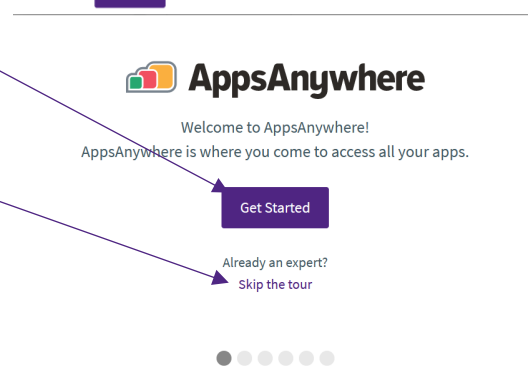 AppsAnywhere
Welcome to AppsAnywhere!
AppsAnywhere is where you come to access all your apps.
Get Started
Already an expert?
Skip the tour